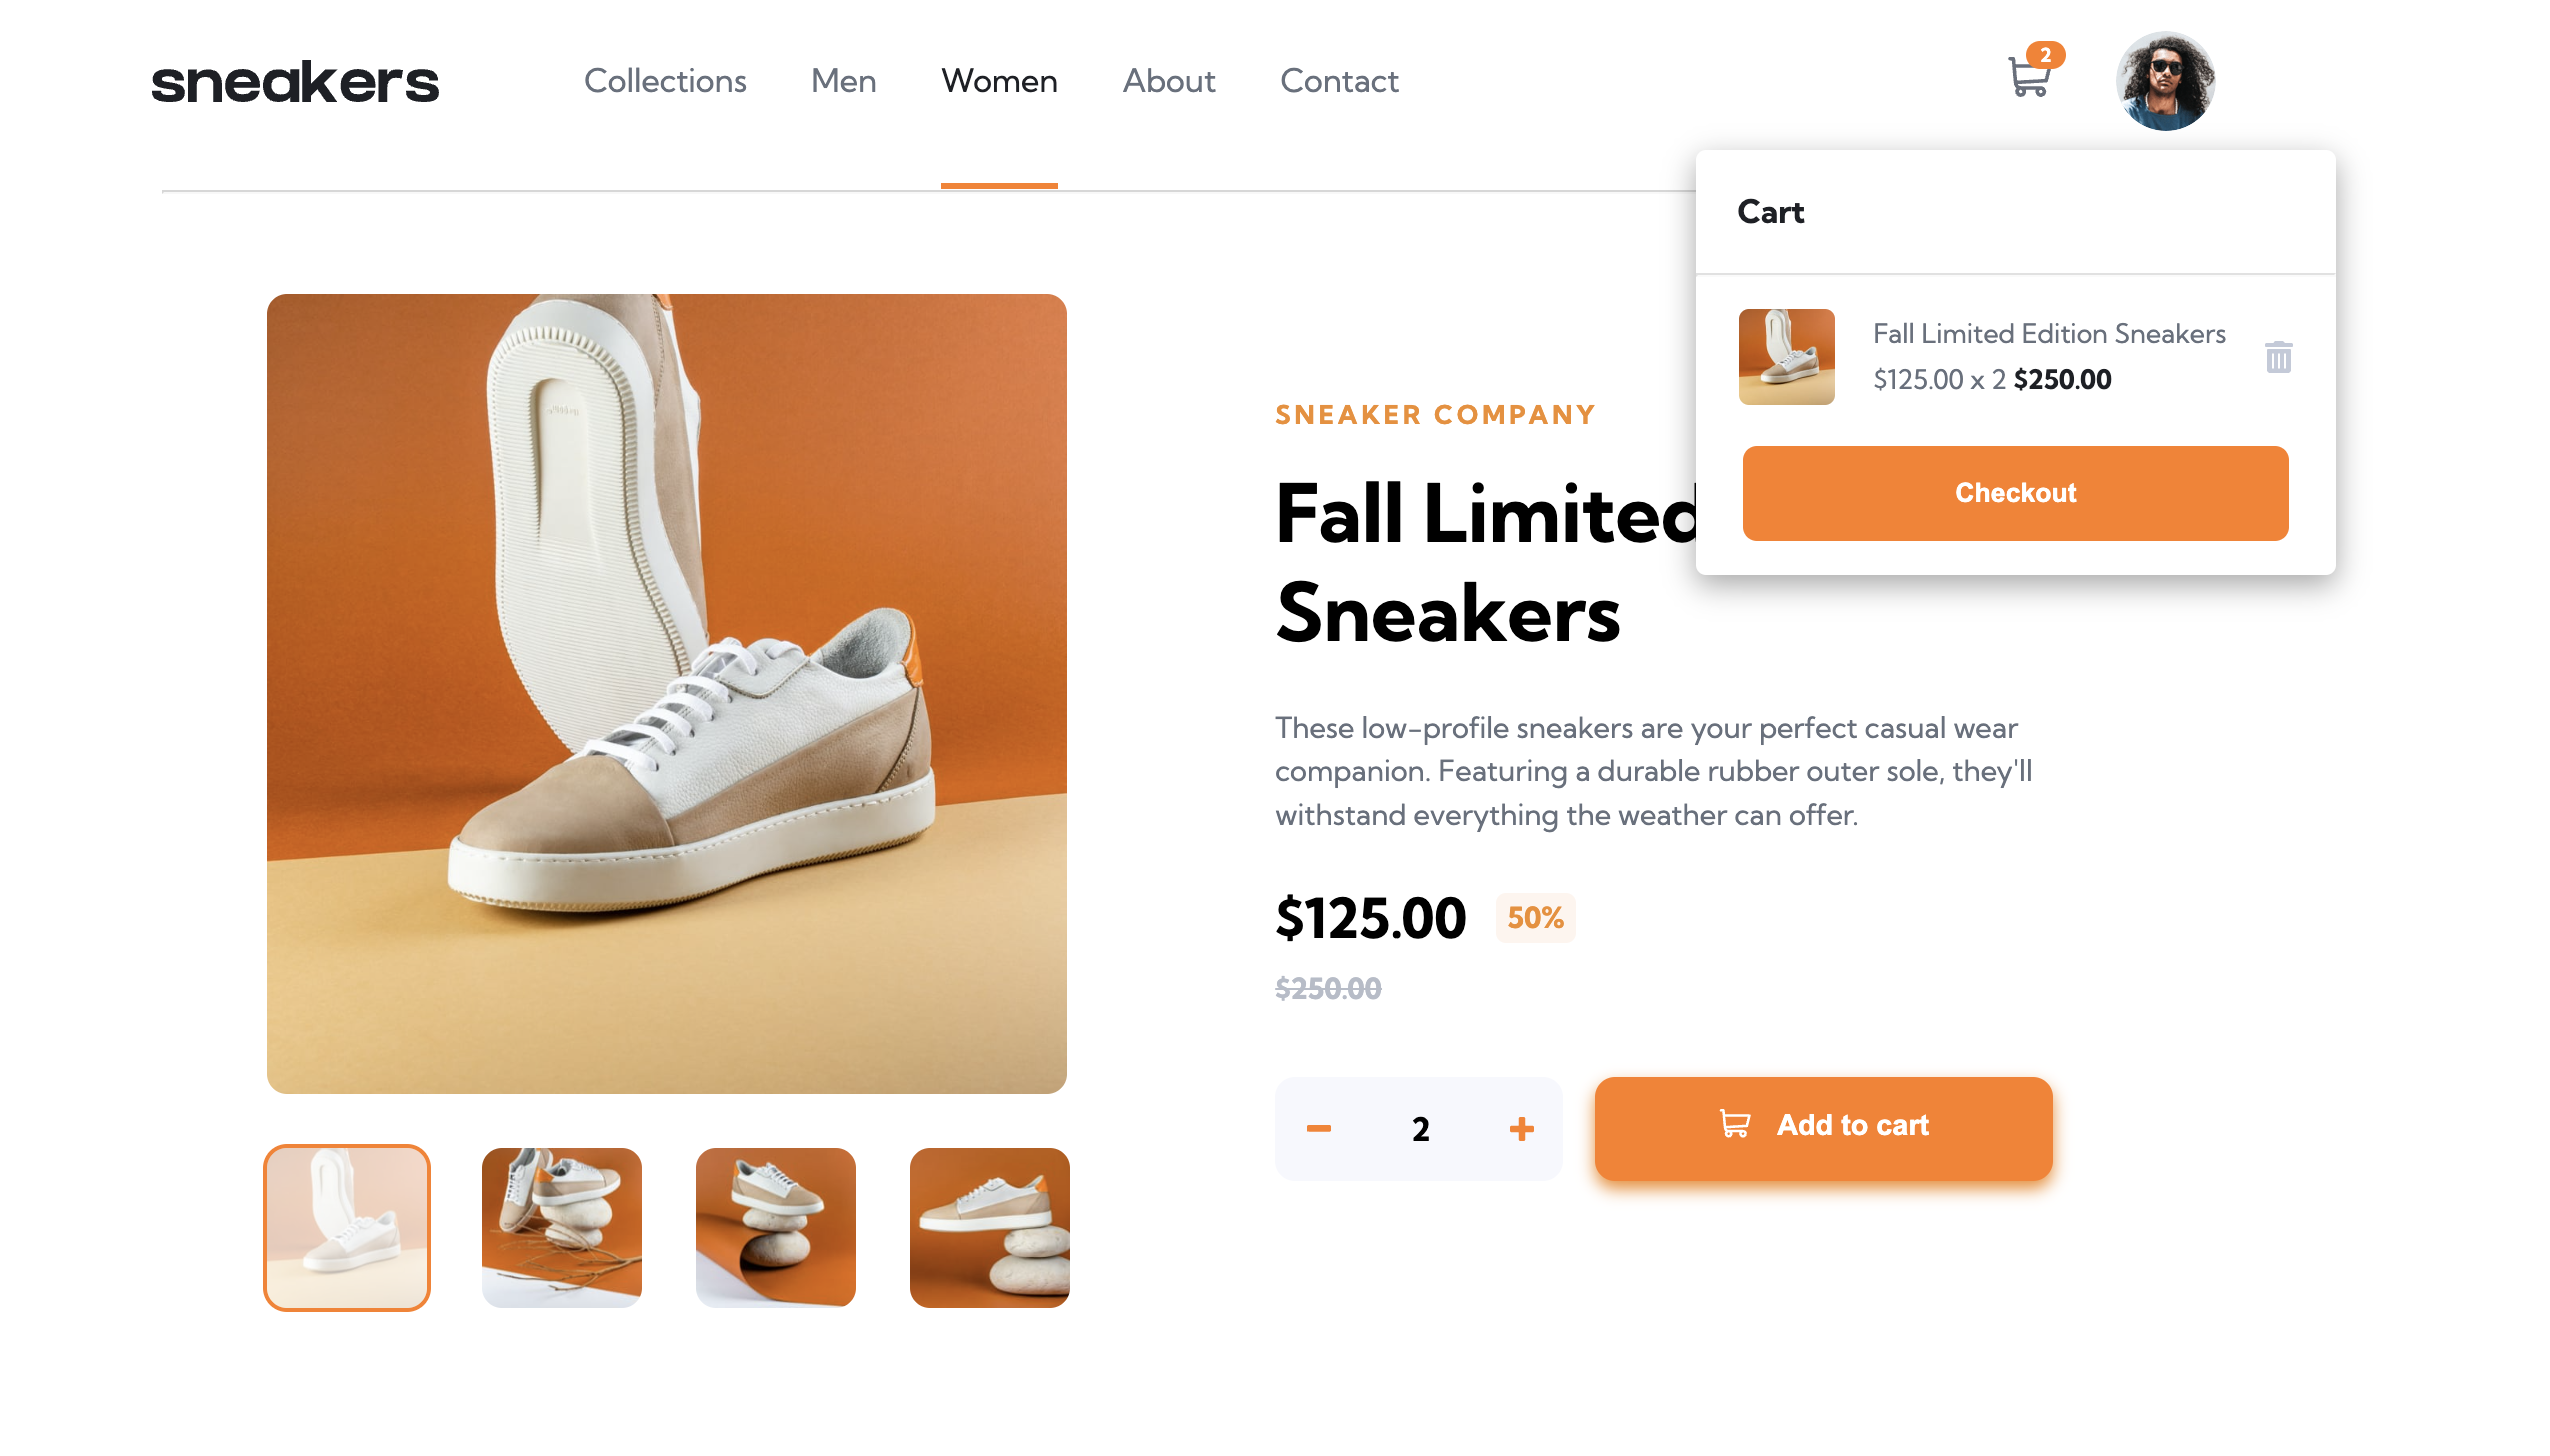 sneakers
Collections
Men
Women
About
Contact
2
Cart
Fall Limited Edition Sneakers
$125.00 x 2 $250.00
Checkout
SNEAKER COMPANY
Fall Limited
Sneakers
These low-profile sneakers are your perfect casual wear
companion. Featuring a durable rubber outer sole, they'll
withstand everything the weather can offer.
$125.00 50%
$250.00
2
Add to cart